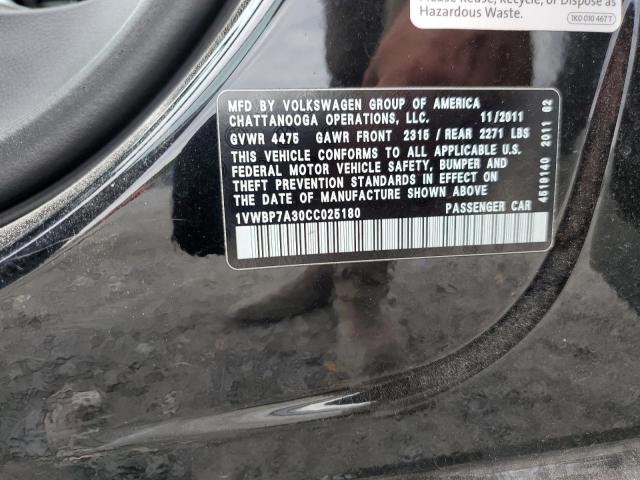 Please Reuse, Recycle, or Dispose as
Hazardous Waste.
1K0 010 467 T
MFD BY VOLKSWAGEN GROUP OF AMERICA
CHATTANOOGA OPERATIONS, LLC. 11/2011
GVWR 4475 GAWR FRONT 2315 / REAR 2271 LBS
THIS VEHICLE CONFORMS TO ALL APPLICABLE U.S.
FEDERAL MOTOR VEHICLE SAFETY, BUMPER AND
THEFT PREVENTION STANDARDS IN EFFECT ON
THE DATE OF MANUFACTURE SHOWN ABOVE
1VWBP7A30CC025180 PASSENGER CAR
4518140 2011 02